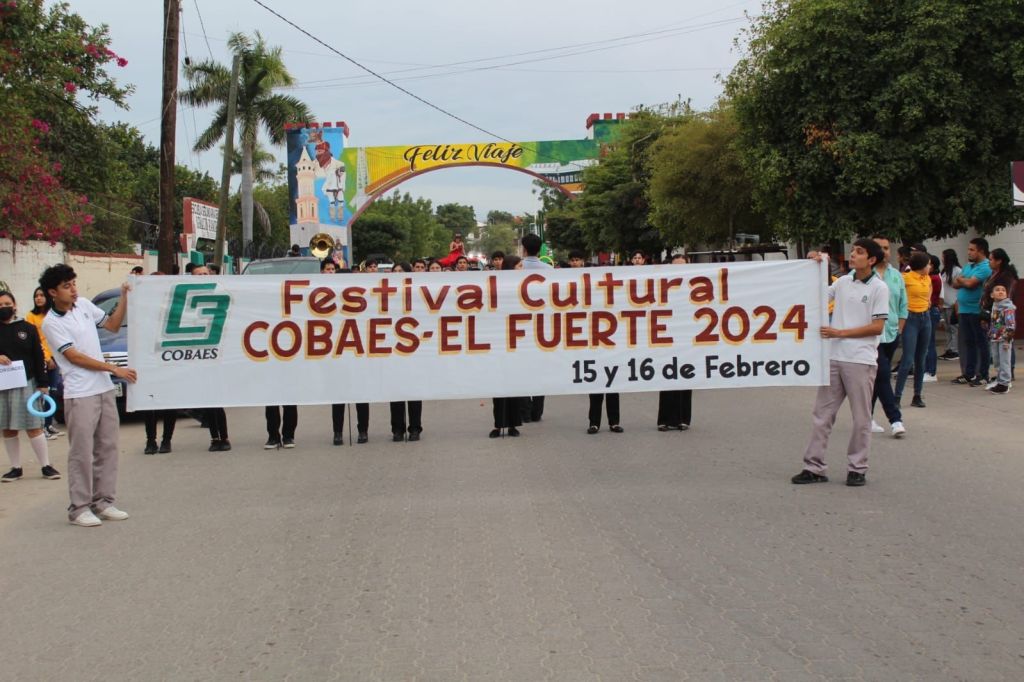 Feliz Viaje
Festival Cultural
COBAES-EL FUERTE 2024
15 y 16 de Febrero
COBAES